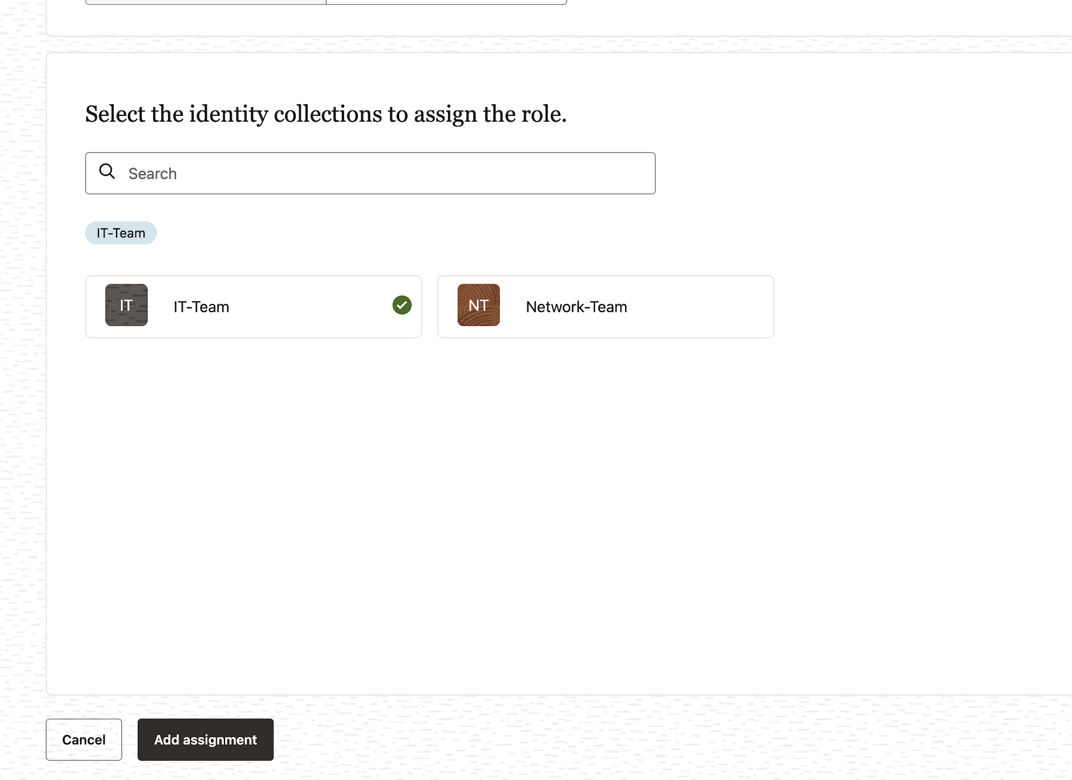 Select the identity collections to assign the role.
Search
IT-Team
IT IT-Team
NT Network-Team
Cancel Add assignment